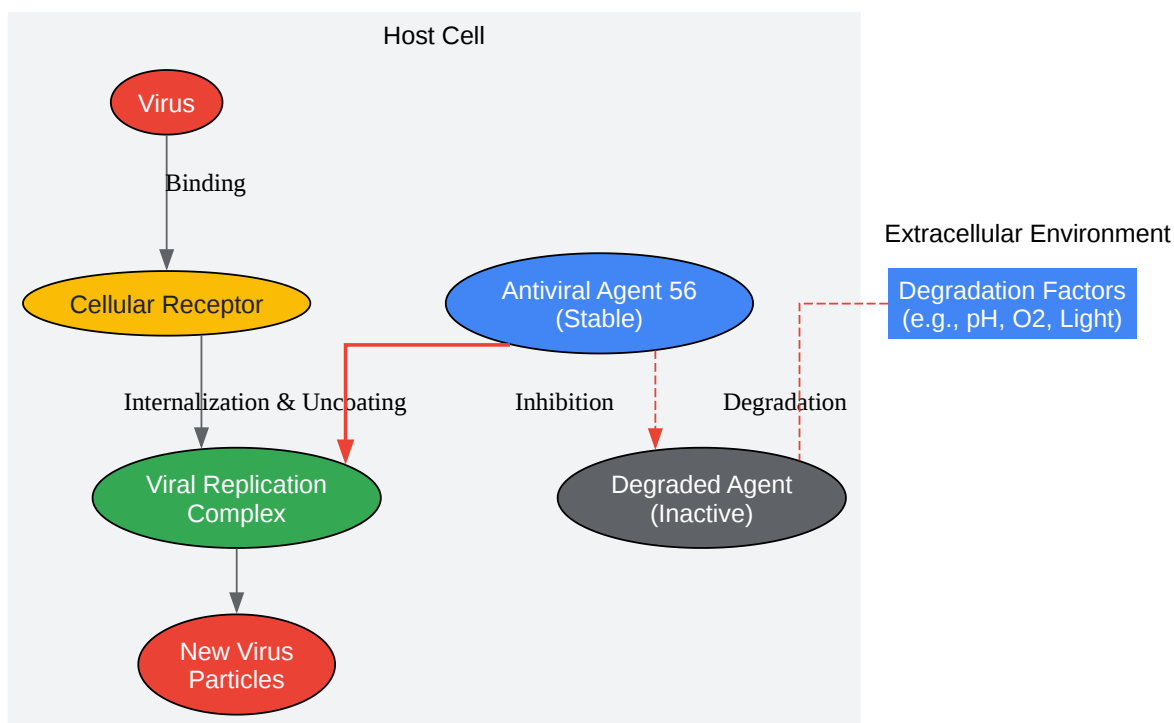 Host Cell
Virus
Binding
Extracellular Environment
Cellular Receptor
Antiviral Agent 56
(Stable)
Degradation Factors
(e.g., pH, O2, Light)
Internalization & Uncoating
Inhibition
Degradation
Viral Replication
Complex
Degraded Agent
(Inactive)
New Virus
Particles